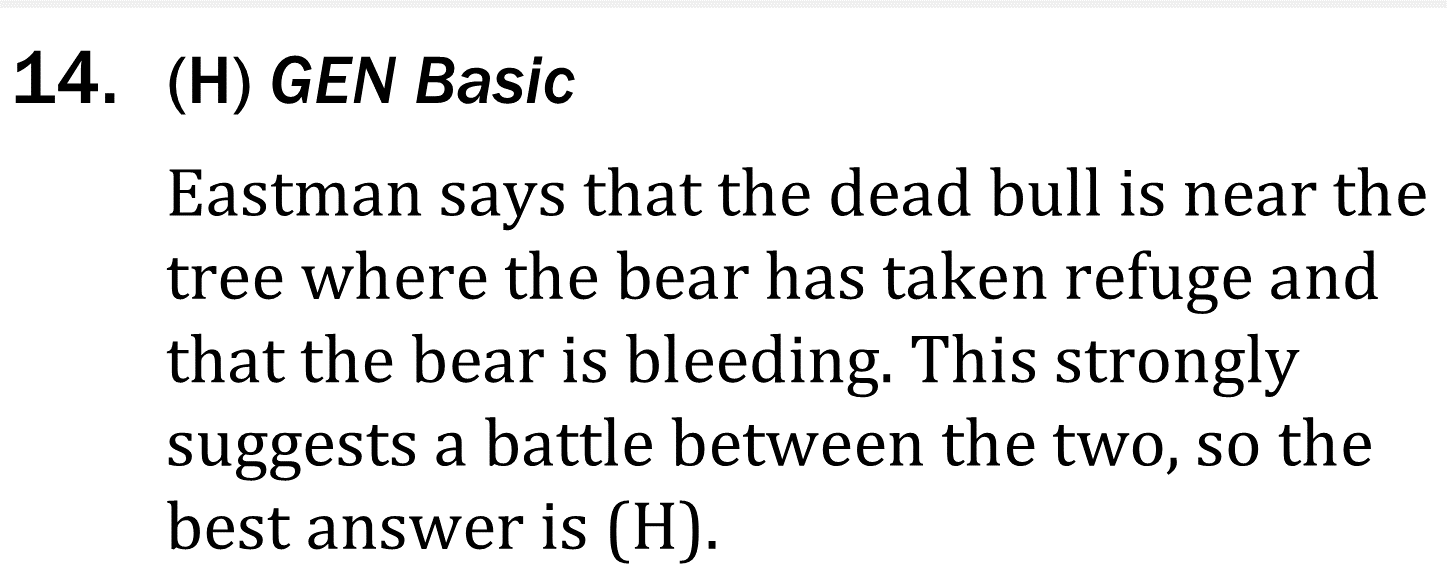 14. (H) GEN Basic
Eastman says that the dead bull is near the
tree where the bear has taken refuge and
that the bear is bleeding. This strongly
suggests a battle between the two, so the
best answer is (H).